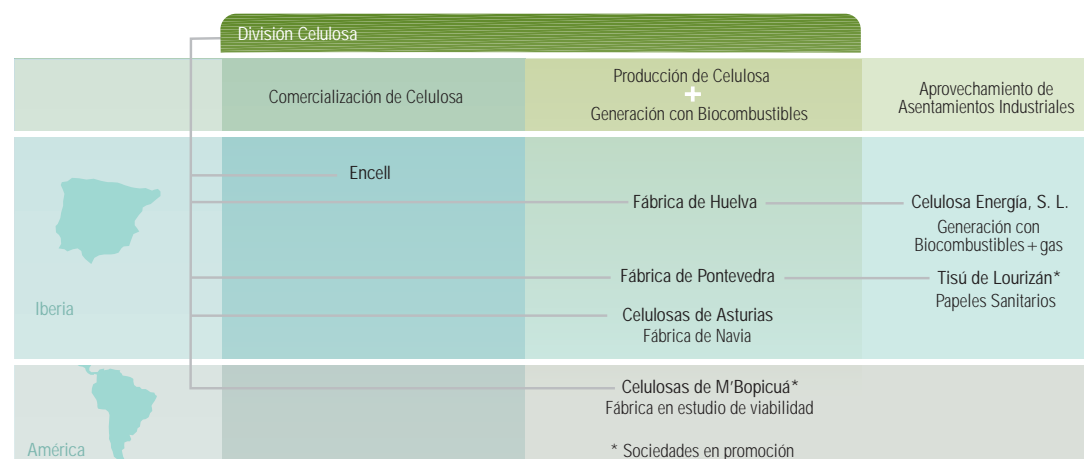 División Celulosa
Comercialización de Celulosa
Producción de Celulosa
+
Generación con Biocombustibles
Aprovechamiento de
Asentamientos Industriales
Encell
Fábrica de Huelva
Celulosa Energía, S. L.
Generación con
Biocombustibles + gas
Fábrica de Pontevedra
Tisú de Lourizán*
Papeles Sanitarios
Iberia
Celulosas de Asturias
Fábrica de Navia
Celulosas de M'Bopicuá*
Fábrica en estudio de viabilidad
América
* Sociedades en promoción